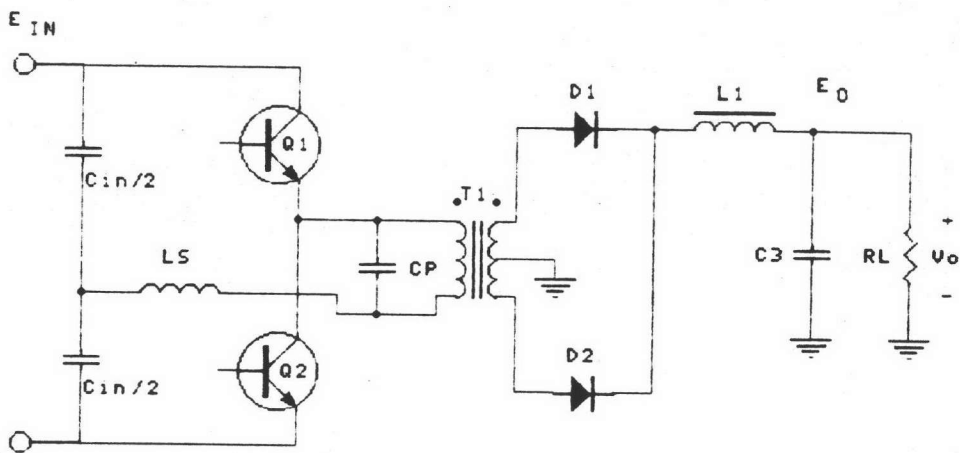 E IN
D1
L1
E O
Q1
Cin/2
T1
LS
CP
C3
RL
+
Vo
-
D2
Q2
Cin/2